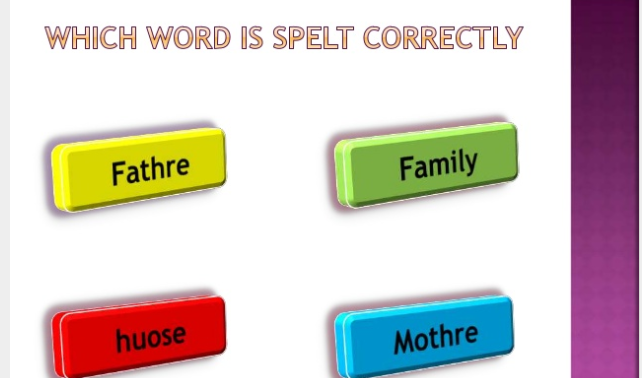 WHICH WORD IS SPELT CORRECTLY
Fathre
Family
huose
Mothre